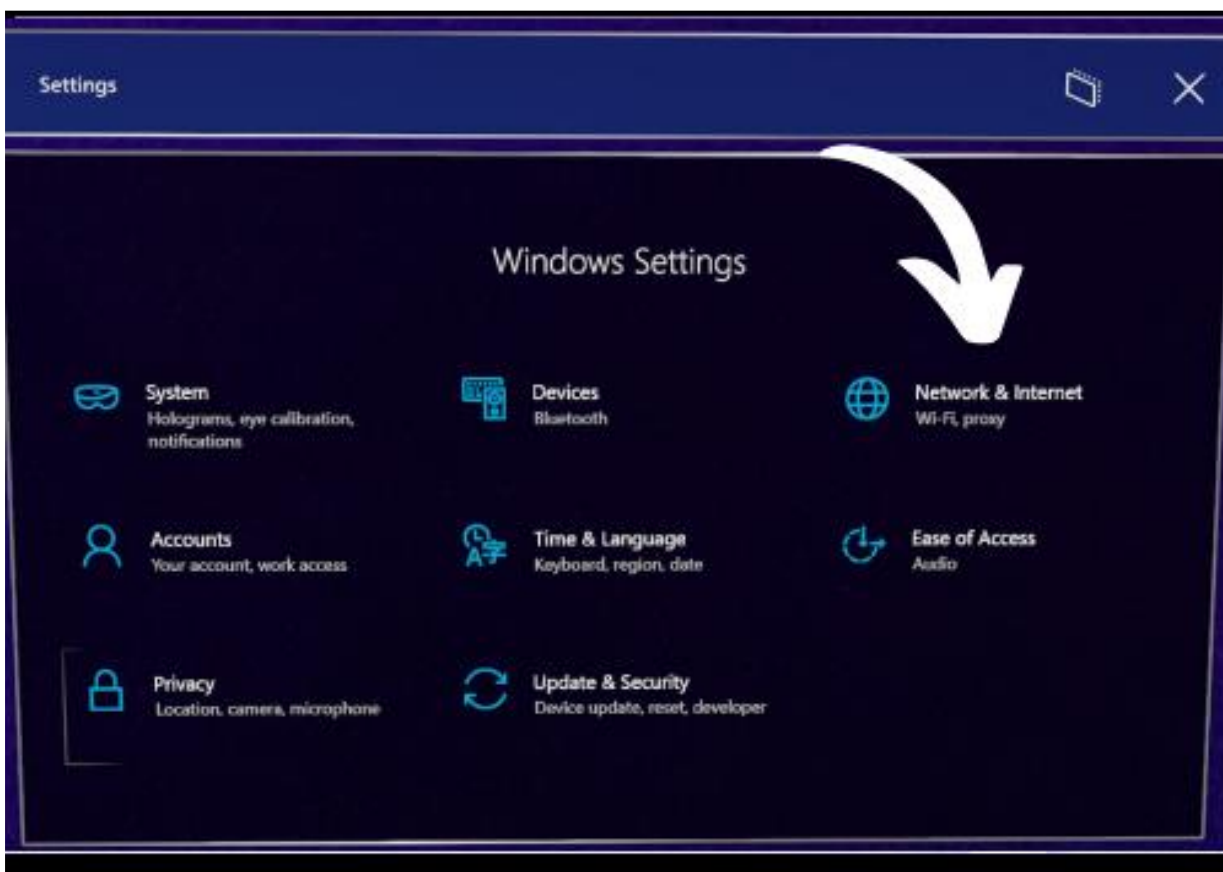 Settings
Windows Settings
System
Holograms, eye calibration,
notifications
Devices
Bluetooth
Network & Internet
Wi-Fi, proxy
Accounts
Your account, work access
Time & Language
Keyboard, region, date
Ease of Access
Audio
Privacy
Location, camera, microphone
Update & Security
Device update, reset, developer